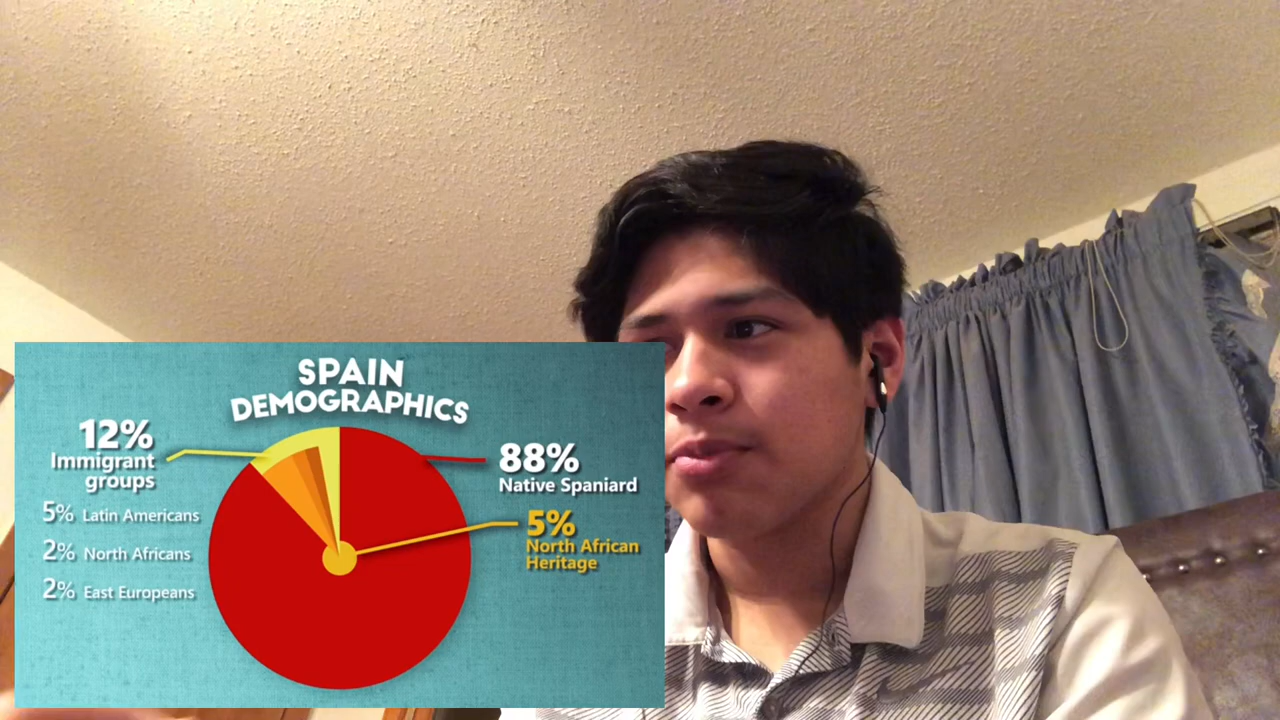 SPAIN
DEMOGRAPHICS
12%
Immigrant
groups
5% Latin Americans
2% North Africans
2% East Europeans
88%
Native Spaniard
5%
North African
Heritage